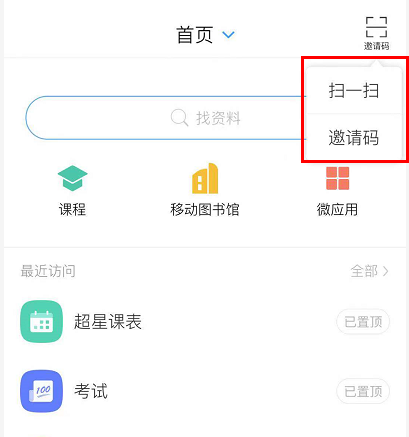 首页
邀请码
扫一扫
找资料
邀请码
课程
移动图书馆
微应用
最近访问
全部
超星课表
已置顶
100
考试
已置顶